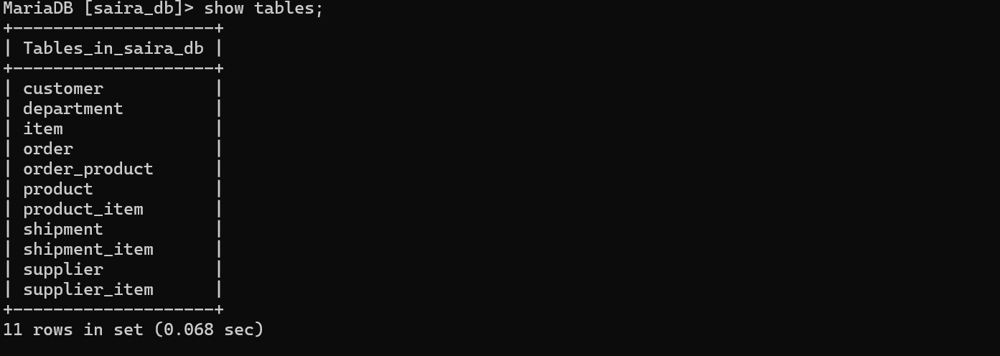 MariaDB [saira_db]> show tables;
+--------------------+
| Tables_in_saira_db |
+--------------------+
| customer           |
| department         |
| item               |
| order              |
| order_product      |
| product            |
| product_item       |
| shipment           |
| shipment_item      |
| supplier           |
| supplier_item      |
+--------------------+
11 rows in set (0.068 sec)